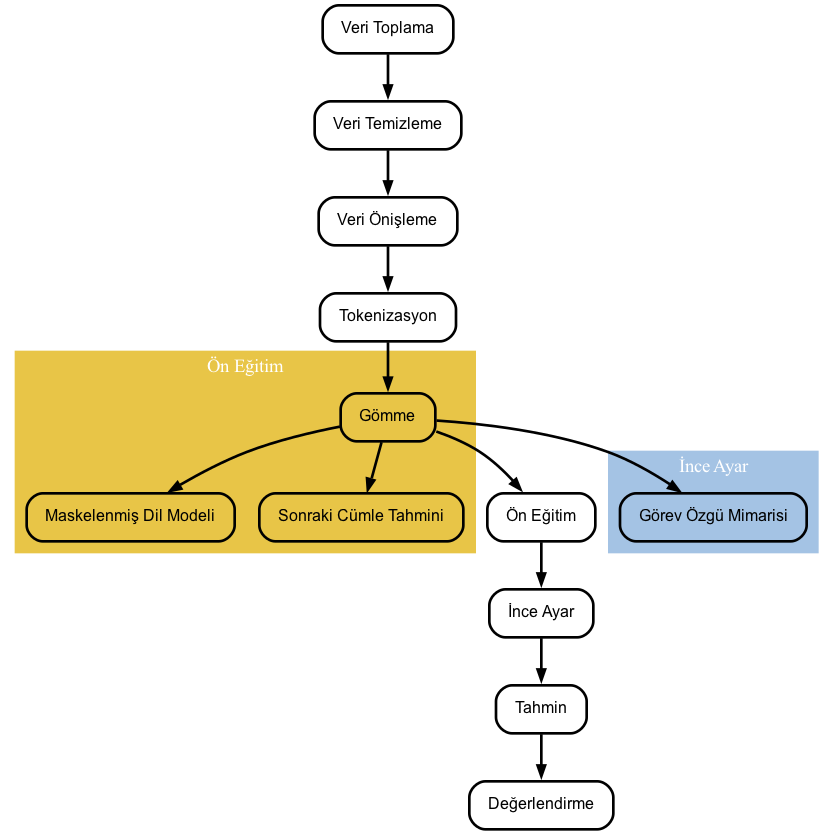 Veri Toplama
Veri Temizleme
Veri Önişleme
Tokenizasyon
Ön Eğitim
Gömme
İnce Ayar
Maskelenmiş Dil Modeli
Sonraki Cümle Tahmini
Ön Eğitim
Görev Özgü Mimarisi
İnce Ayar
Tahmin
Değerlendirme